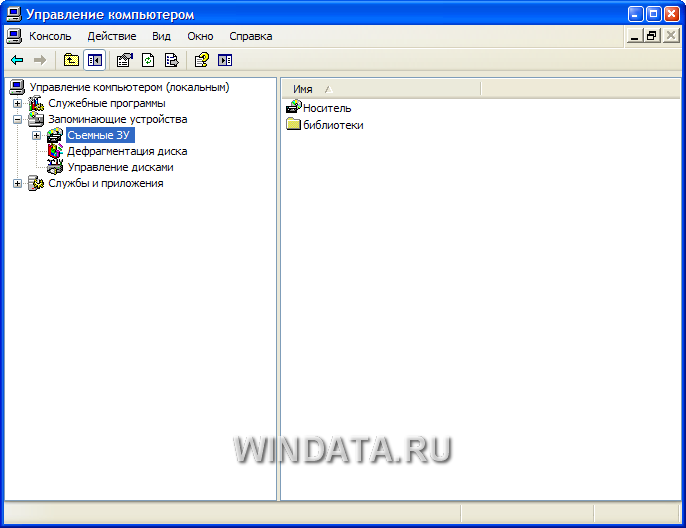 Управление компьютером
Консоль Действие Вид Окно Справка
Управление компьютером (локальным)
Служебные программы
Запоминающие устройства
Съемные ЗУ
Дефрагментация диска
Управление дисками
Службы и приложения
Имя
Носитель
библиотеки
WINDATA.RU